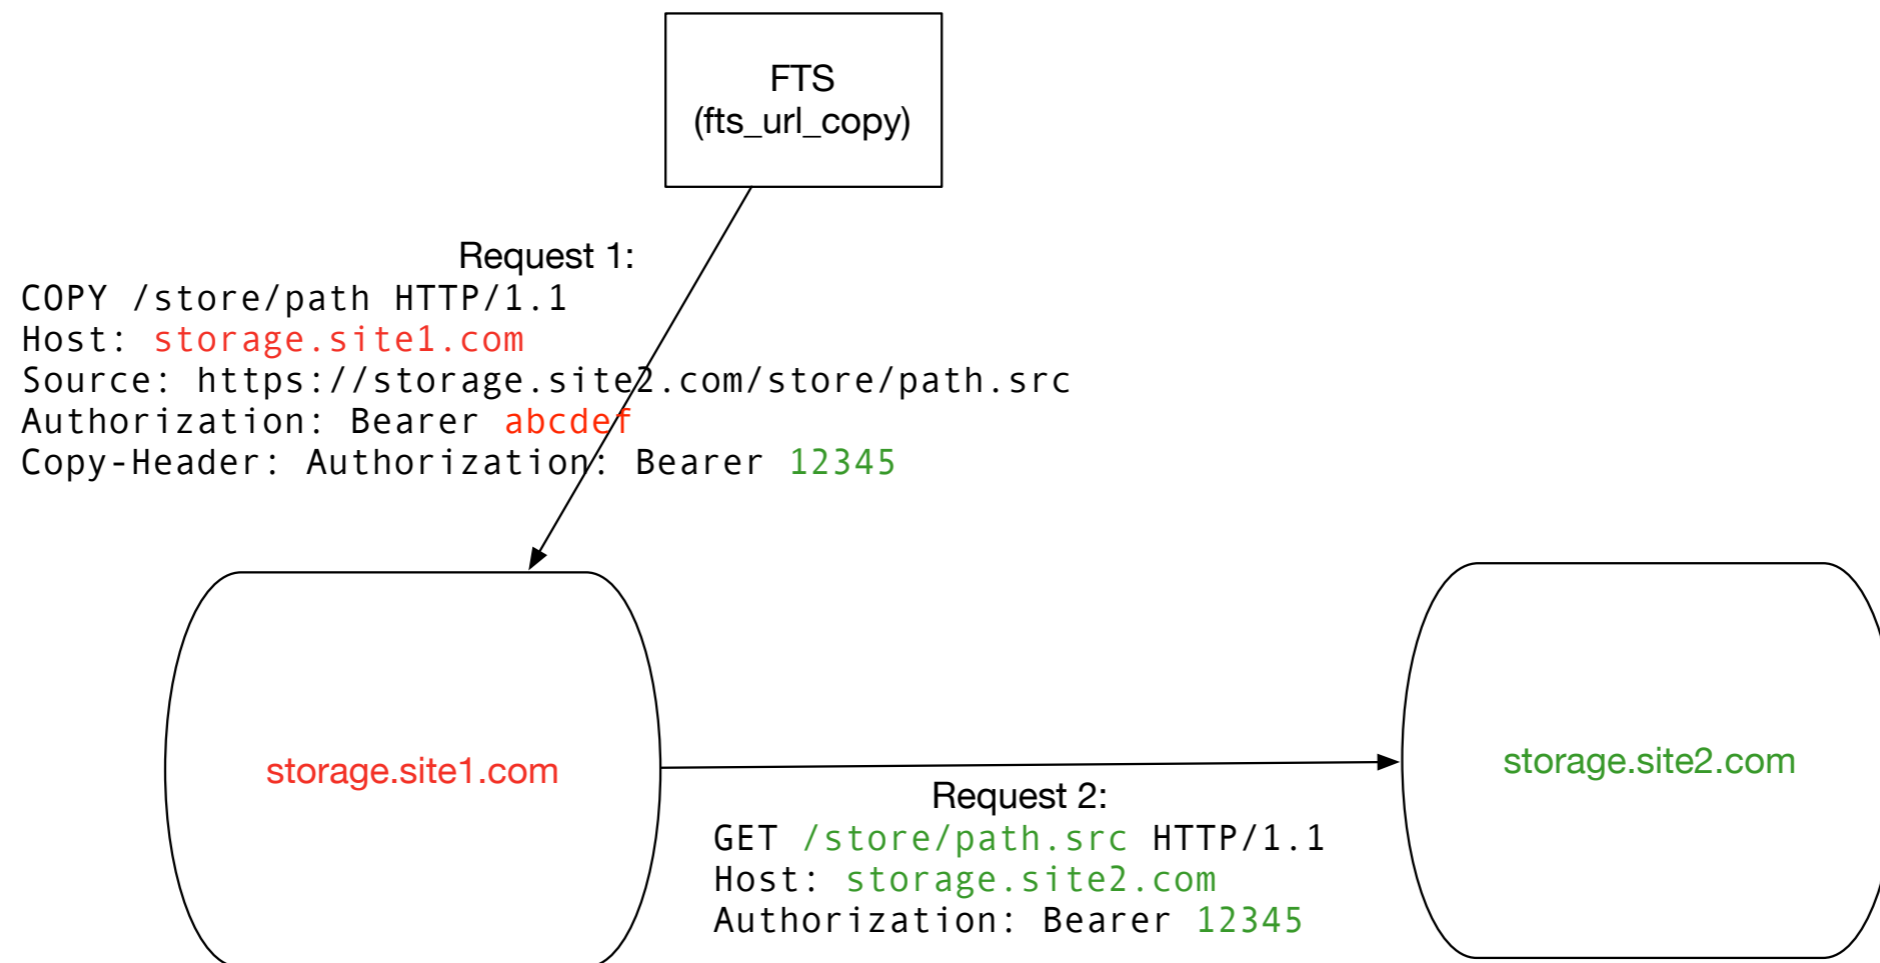 FTS
(fts_url_copy)
Request 1:
COPY /store/path HTTP/1.1
Host: storage.site1.com
Source: https://storage.site2.com/store/path.src
Authorization: Bearer abcdef
Copy-Header: Authorization: Bearer 12345
storage.site1.com
storage.site2.com
Request 2:
GET /store/path.src HTTP/1.1
Host: storage.site2.com
Authorization: Bearer 12345